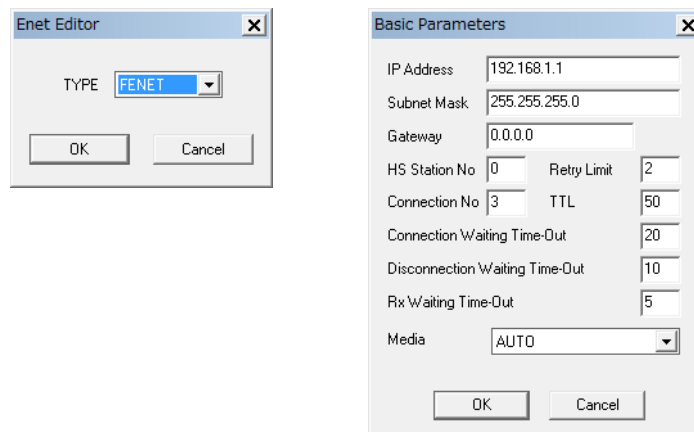 Enet Editor
TYPE FENET
OK Cancel
Basic Parameters
IP Address 192.168.1.1
Subnet Mask 255.255.255.0
Gateway 0.0.0.0
HS Station No 0 Retry Limit 2
Connection No 3 TTL 50
Connection Waiting Time-Out 20
Disconnection Waiting Time-Out 10
Rx Waiting Time-Out 5
Media AUTO
OK Cancel